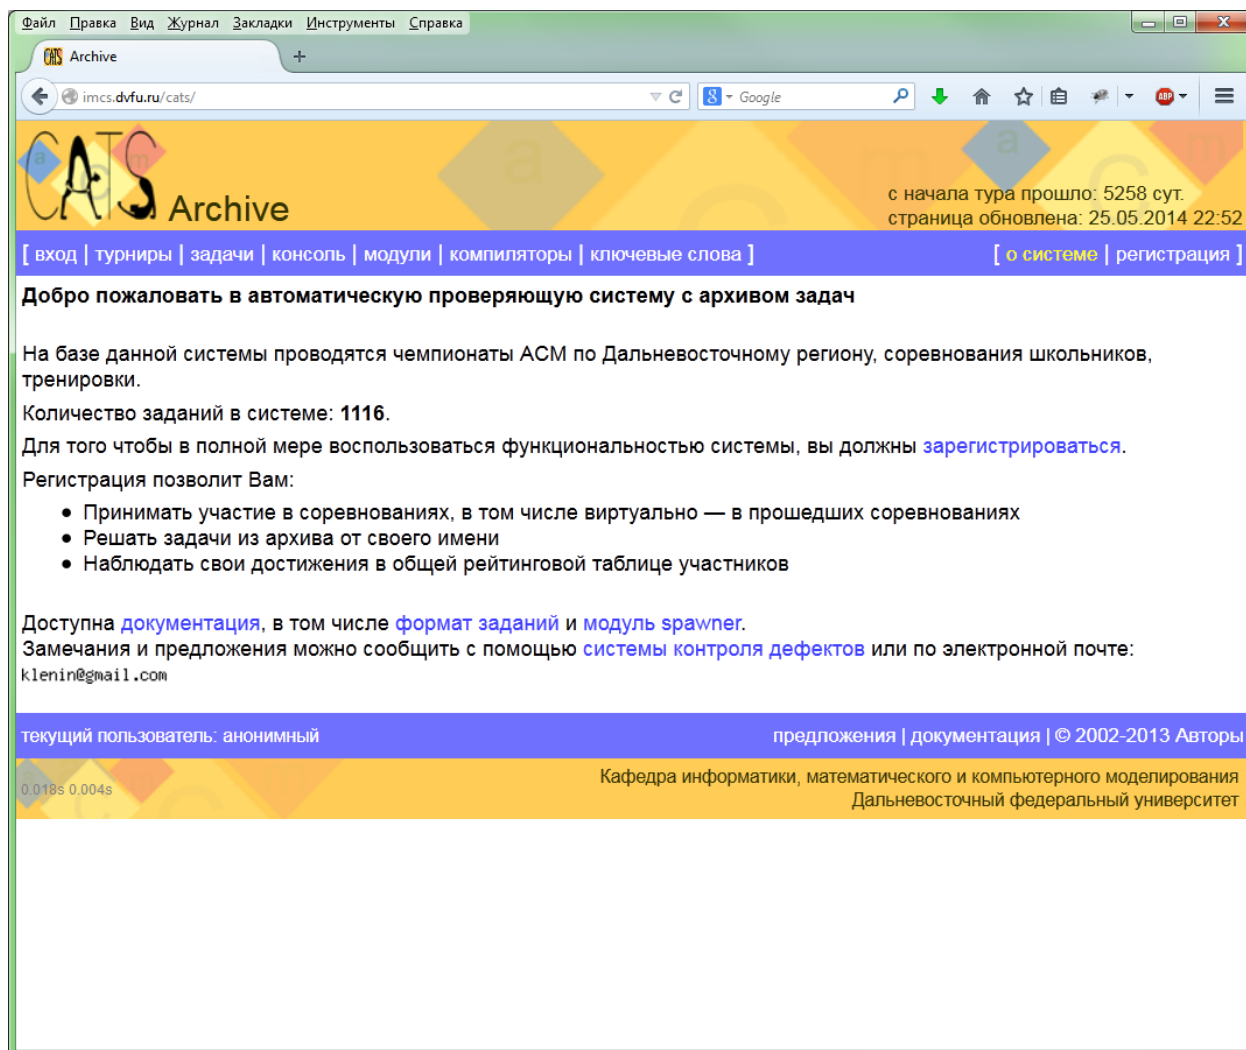 Файл Правка Вид Журнал Закладки Инструменты Справка
CATS Archive +
imcs.dvfu.ru/cats/ 8 Google ABP
a m a c m
CATS Archive
с начала тура прошло: 5258 сут.
страница обновлена: 25.05.2014 22:52
[ вход | турниры | задачи | консоль | модули | компиляторы | ключевые слова ] [ о системе | регистрация ]
Добро пожаловать в автоматическую проверяющую систему с архивом задач
На базе данной системы проводятся чемпионаты ACM по Дальневосточному региону, соревнования школьников,
тренировки.
Количество заданий в системе: 1116.
Для того чтобы в полной мере воспользоваться функциональностью системы, вы должны зарегистрироваться.
Регистрация позволит Вам:
• Принимать участие в соревнованиях, в том числе виртуально — в прошедших соревнованиях
• Решать задачи из архива от своего имени
• Наблюдать свои достижения в общей рейтинговой таблице участников
Доступна документация, в том числе формат заданий и модуль spawner.
Замечания и предложения можно сообщить с помощью системы контроля дефектов или по электронной почте:
klenin@gmail.com
текущий пользователь: анонимный предложения | документация | © 2002-2013 Авторы
0.018s 0.004s
Кафедра информатики, математического и компьютерного моделирования
Дальневосточный федеральный университет